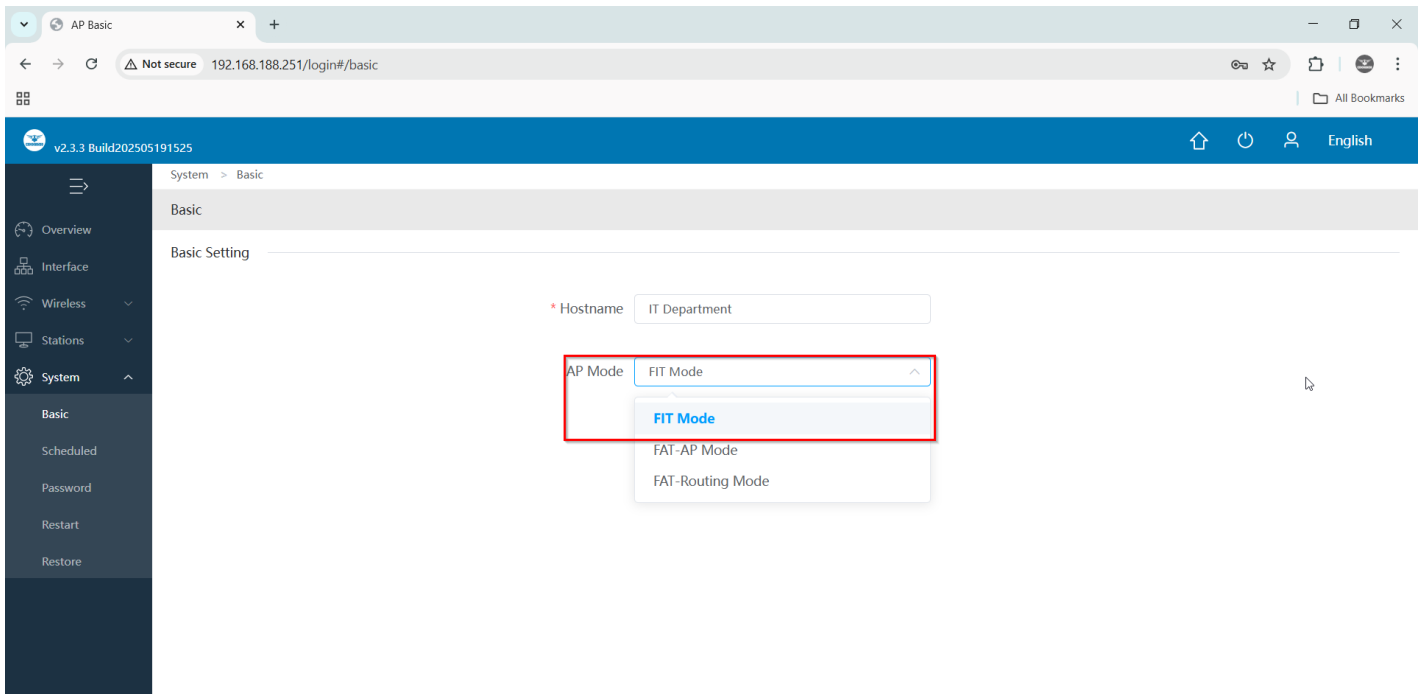 AP Basic
Not secure 192.168.188.251/login#/basic
All Bookmarks
v2.3.3 Build202505191525
English
System > Basic
Basic
Overview
Basic Setting
Interface
Wireless
* Hostname IT Department
Stations
System
AP Mode FIT Mode
Basic
FIT Mode
Scheduled
FAT-AP Mode
Password
FAT-Routing Mode
Restart
Restore